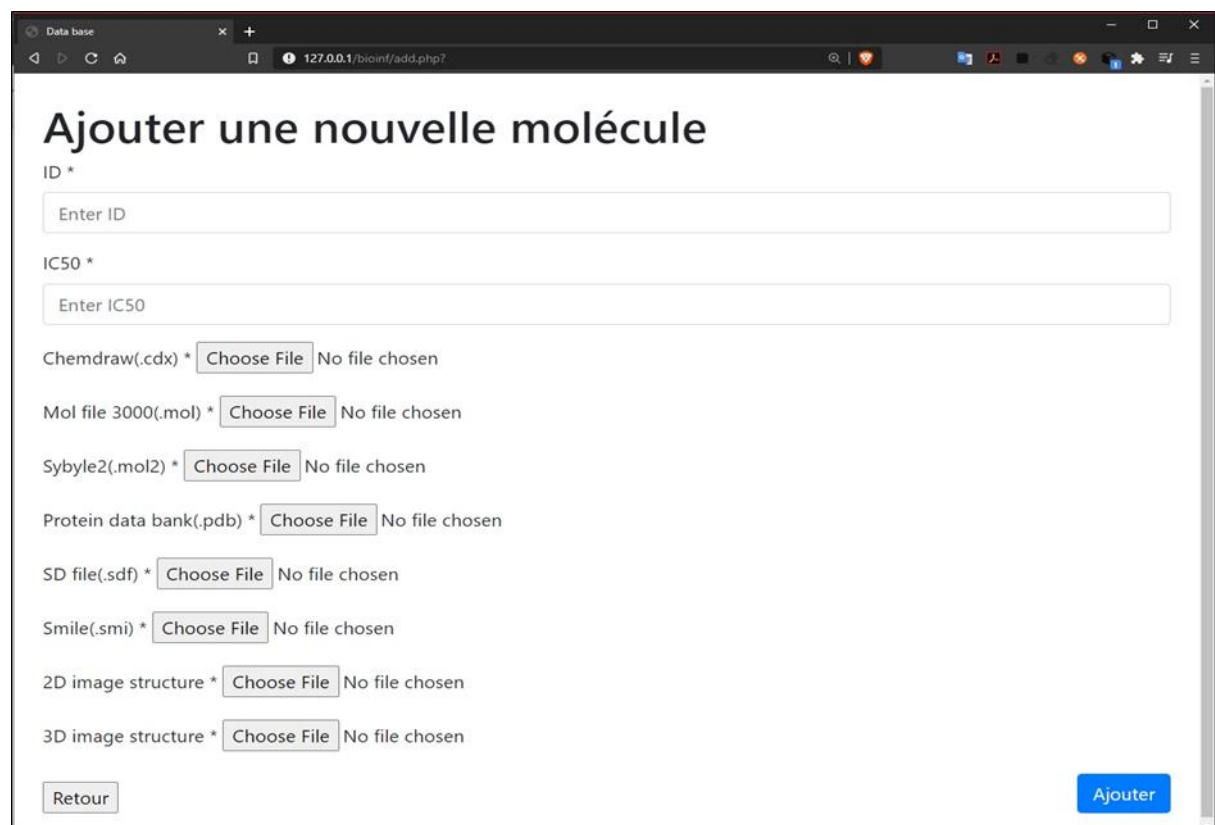 Data base
127.0.0.1/bioinf/add.php?
1
Ajouter une nouvelle molécule
ID *
Enter ID
IC50 *
Enter IC50
Chemdraw(.cdx) * Choose File No file chosen
Mol file 3000(.mol) * Choose File No file chosen
Sybyle2(.mol2) * Choose File No file chosen
Protein data bank(.pdb) * Choose File No file chosen
SD file(.sdf) * Choose File No file chosen
Smile(.smi) * Choose File No file chosen
2D image structure * Choose File No file chosen
3D image structure * Choose File No file chosen
Retour Ajouter